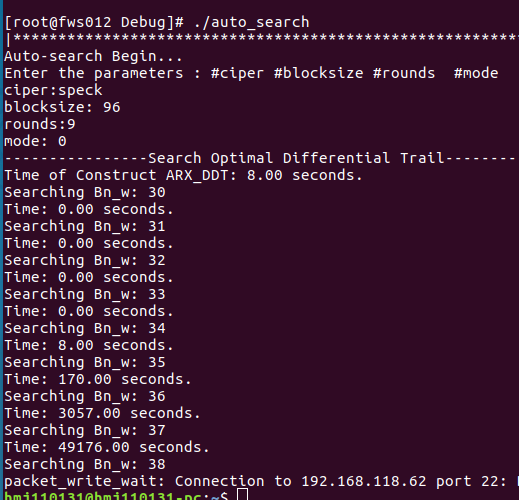 [root@fws012 Debug]# ./auto_search
|**********************************************************
Auto-search Begin...
Enter the parameters : #ciper #blocksize #rounds  #mode
ciper:speck
blocksize: 96
rounds:9
mode: 0
----------------Search Optimal Differential Trail--------
Time of Construct ARX_DDT: 8.00 seconds.
Searching Bn_w: 30
Time: 0.00 seconds.
Searching Bn_w: 31
Time: 0.00 seconds.
Searching Bn_w: 32
Time: 0.00 seconds.
Searching Bn_w: 33
Time: 0.00 seconds.
Searching Bn_w: 34
Time: 8.00 seconds.
Searching Bn_w: 35
Time: 170.00 seconds.
Searching Bn_w: 36
Time: 3057.00 seconds.
Searching Bn_w: 37
Time: 49176.00 seconds.
Searching Bn_w: 38
packet_write_wait: Connection to 192.168.118.62 port 22:
hmj110131@hmj110131-pc:~$